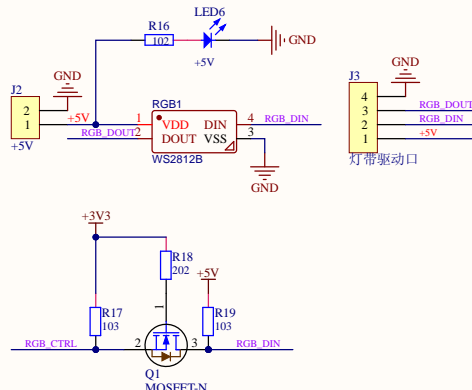 LED6
R16
102
GND
+5V
J2
GND
2
1
+5V
+5V
RGB_DOUT
RGB1
1
VDD
DIN
4
RGB_DIN
2
DOUT
VSS
3
WS2812B
GND
J3
GND
4
3
RGB_DOUT
2
RGB_DIN
1
+5V
灯带驱动口
+3V3
R18
202
+5V
R17
103
1
R19
103
RGB_CTRL
2
3
RGB_DIN
Q1
MOSFET-N